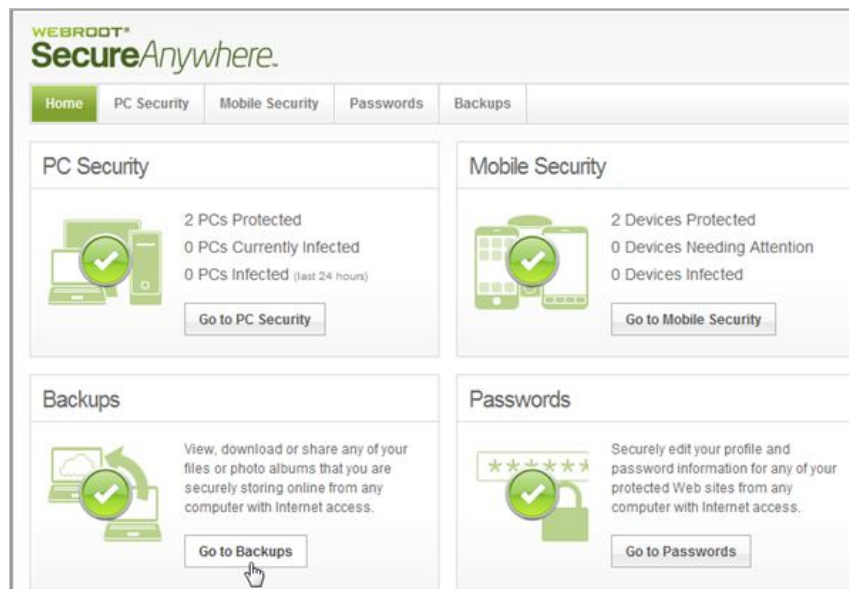 WEBROOT®
SecureAnywhere™
Home PC Security Mobile Security Passwords Backups
PC Security
2 PCs Protected
0 PCs Currently Infected
0 PCs Infected (last 24 hours)
Go to PC Security
Mobile Security
2 Devices Protected
0 Devices Needing Attention
0 Devices Infected
Go to Mobile Security
Backups
View, download or share any of your
files or photo albums that you are
securely storing online from any
computer with Internet access.
Go to Backups
Passwords
******
Securely edit your profile and
password information for any of your
protected Web sites from any
computer with Internet access.
Go to Passwords